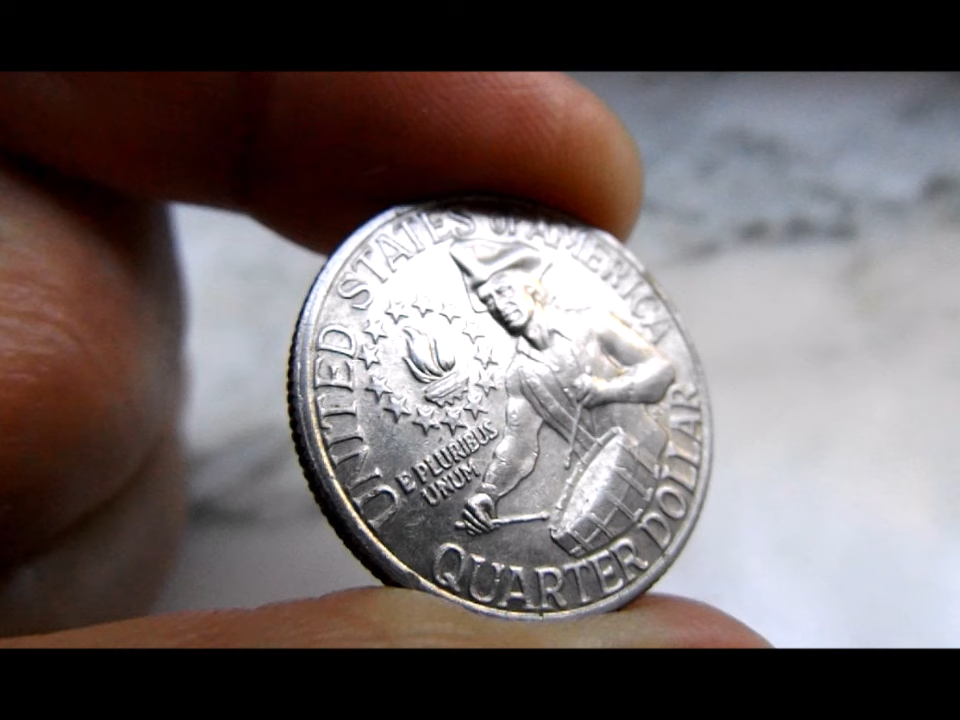 UNITED STATES OF AMERICA
E PLURIBUS
UNUM
QUARTER DOLLAR